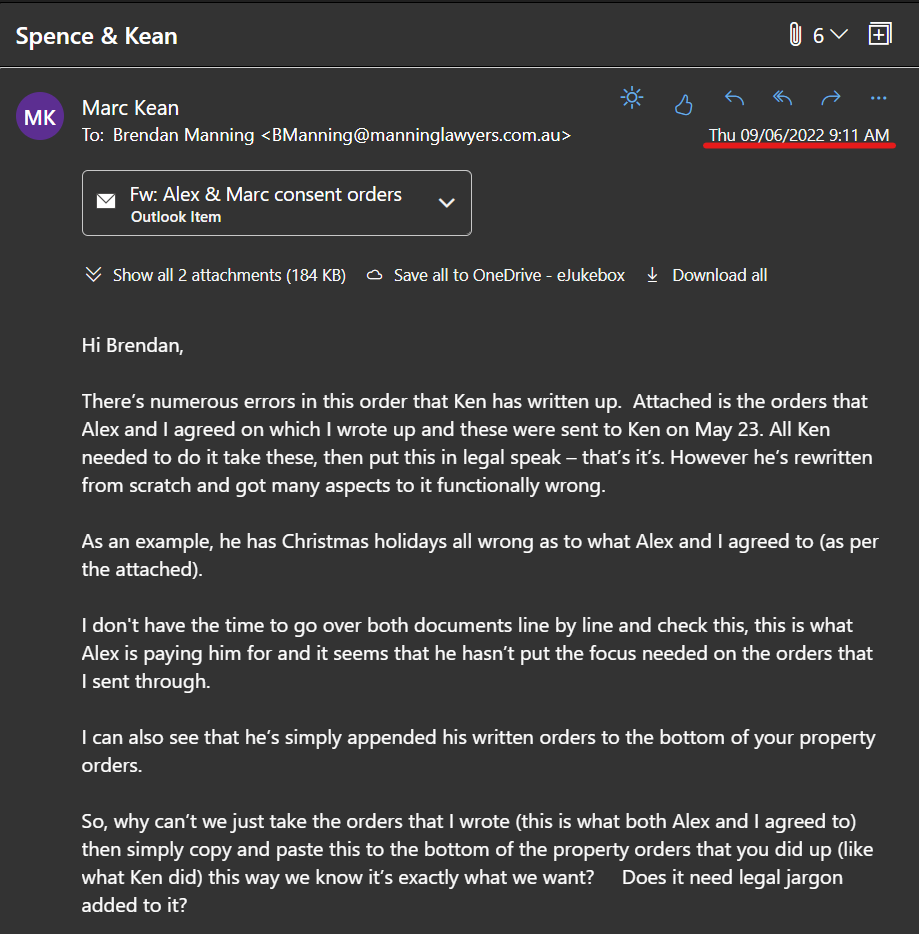 Spence & Kean
6
MK
Marc Kean
To: Brendan Manning <BManning@manninglawyers.com.au>
Thu 09/06/2022 9:11 AM
Fw: Alex & Marc consent orders
Outlook Item
Show all 2 attachments (184 KB)
Save all to OneDrive - eJukebox
Download all
Hi Brendan,
There’s numerous errors in this order that Ken has written up.  Attached is the orders that
Alex and I agreed on which I wrote up and these were sent to Ken on May 23. All Ken
needed to do it take these, then put this in legal speak – that’s it’s. However he’s rewritten
from scratch and got many aspects to it functionally wrong.
As an example, he has Christmas holidays all wrong as to what Alex and I agreed to (as per
the attached).
I don't have the time to go over both documents line by line and check this, this is what
Alex is paying him for and it seems that he hasn’t put the focus needed on the orders that
I sent through.
I can also see that he’s simply appended his written orders to the bottom of your property
orders.
So, why can’t we just take the orders that I wrote (this is what both Alex and I agreed to)
then simply copy and paste this to the bottom of the property orders that you did up (like
what Ken did) this way we know it’s exactly what we want?     Does it need legal jargon
added to it?